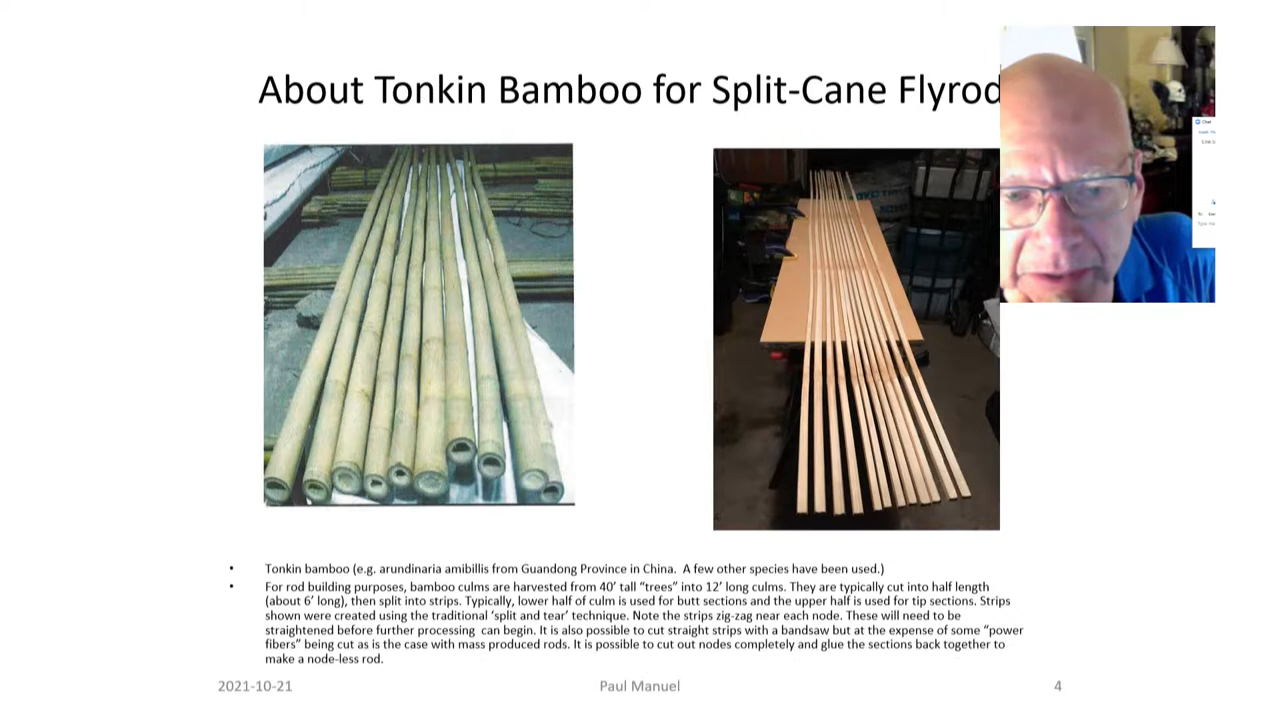 About Tonkin Bamboo for Split-Cane Flyrod
Chat
• Tonkin bamboo (e.g. arundinaria amibillis from Guandong Province in China.  A few other species have been used.)
• For rod building purposes, bamboo culms are harvested from 40’ tall “trees” into 12’ long culms. They are typically cut into half length
(about 6’ long), then split into strips. Typically, lower half of culm is used for butt sections and the upper half is used for tip sections. Strips
shown were created using the traditional ‘split and tear’ technique. Note the strips zig-zag near each node. These will need to be
straightened before further processing  can begin. It is also possible to cut straight strips with a bandsaw but at the expense of some “power
fibers” being cut as is the case with mass produced rods. It is possible to cut out nodes completely and glue the sections back together to
make a node-less rod.
2021-10-21
Paul Manuel
4